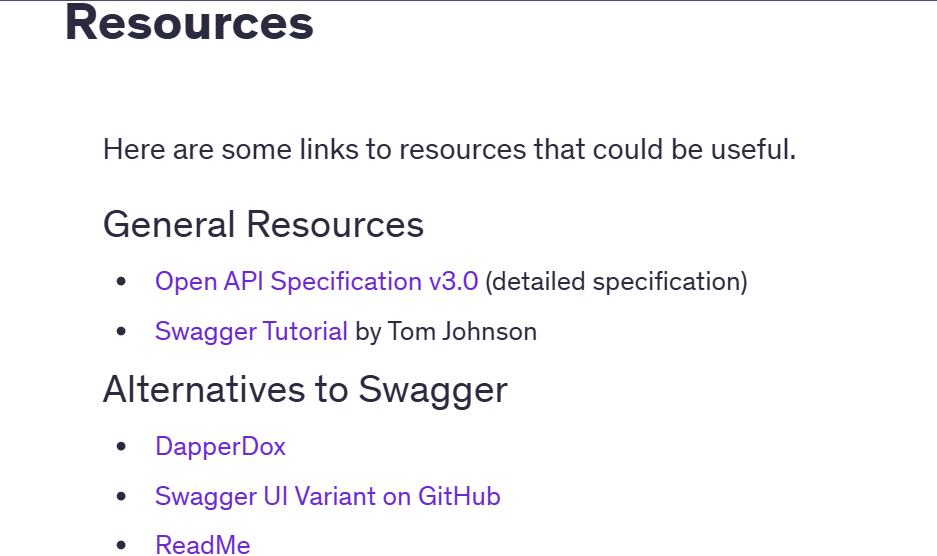 Resources
Here are some links to resources that could be useful.
General Resources
• Open API Specification v3.0 (detailed specification)
• Swagger Tutorial by Tom Johnson
Alternatives to Swagger
• DapperDox
• Swagger UI Variant on GitHub
• ReadMe